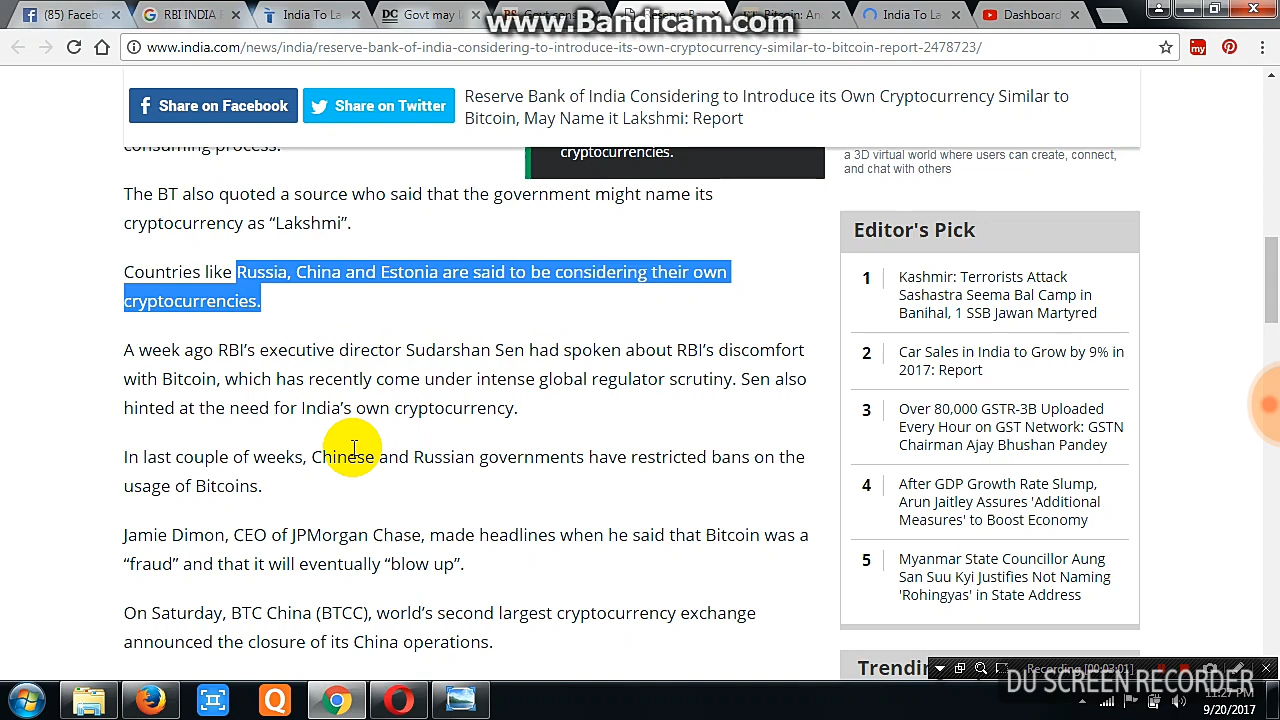 (85) Facebo
RBI INDIA F
India To La
Govt may l
Bitcoin: An
India To La
Dashboard
www.Bandicam.com
www.india.com/news/india/reserve-bank-of-india-considering-to-introduce-its-own-cryptocurrency-similar-to-bitcoin-report-2478723/
Share on Facebook
Share on Twitter
Reserve Bank of India Considering to Introduce its Own Cryptocurrency Similar to
Bitcoin, May Name it Lakshmi: Report
consuming process.
cryptocurrencies.
a 3D virtual world where users can create, connect,
and chat with others
The BT also quoted a source who said that the government might name its
cryptocurrency as “Lakshmi”.
Countries like Russia, China and Estonia are said to be considering their own
cryptocurrencies.
A week ago RBI’s executive director Sudarshan Sen had spoken about RBI’s discomfort
with Bitcoin, which has recently come under intense global regulator scrutiny. Sen also
hinted at the need for India’s own cryptocurrency.
In last couple of weeks, Chinese and Russian governments have restricted bans on the
usage of Bitcoins.
Jamie Dimon, CEO of JPMorgan Chase, made headlines when he said that Bitcoin was a
“fraud” and that it will eventually “blow up”.
On Saturday, BTC China (BTCC), world’s second largest cryptocurrency exchange
announced the closure of its China operations.
Editor's Pick
1 Kashmir: Terrorists Attack
Sashastra Seema Bal Camp in
Banihal, 1 SSB Jawan Martyred
2 Car Sales in India to Grow by 9% in
2017: Report
3 Over 80,000 GSTR-3B Uploaded
Every Hour on GST Network: GSTN
Chairman Ajay Bhushan Pandey
4 After GDP Growth Rate Slump,
Arun Jaitley Assures 'Additional
Measures' to Boost Economy
5 Myanmar State Councillor Aung
San Suu Kyi Justifies Not Naming
'Rohingyas' in State Address
Trendin
Recording [00:03:01]
DU SCREEN RECORDER
11:27 PM
9/20/2017